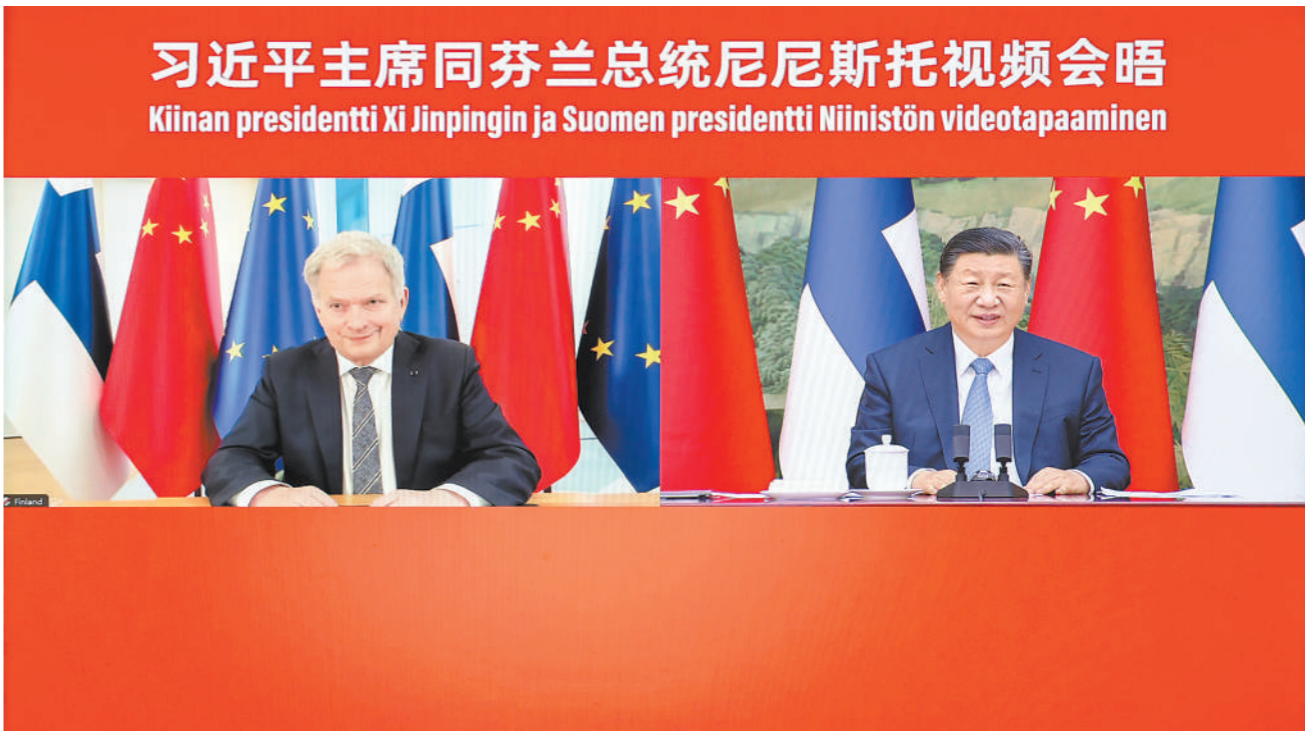 习近平主席同芬兰总统尼尼斯托视频会晤
Kiinan presidentti Xi Jinpingin ja Suomen presidentti Niinistön videotapaaminen
Finland